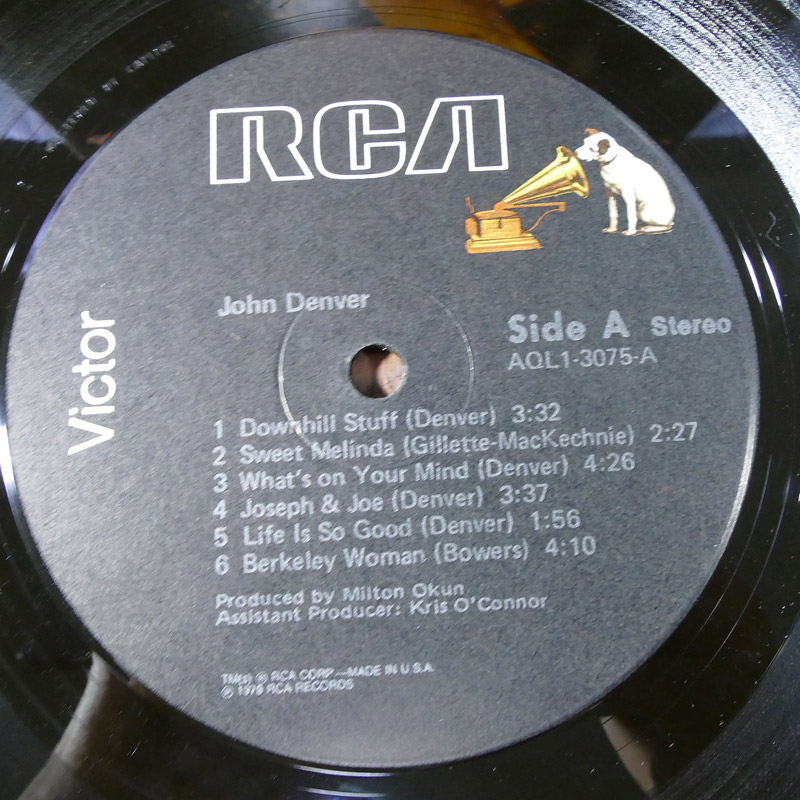 RCA
Victor
John Denver
Side A Stereo
AQL1-3075-A
1 Downhill Stuff (Denver) 3:32
2 Sweet Melinda (Gillette-MacKechnie) 2:27
3 What's on Your Mind (Denver) 4:26
4 Joseph & Joe (Denver) 3:37
5 Life Is So Good (Denver) 1:56
6 Berkeley Woman (Bowers) 4:10
Produced by Milton Okun
Assistant Producer: Kris O'Connor
TM(s) ® RCA CORP.—MADE IN U.S.A.
℗ 1979 RCA RECORDS